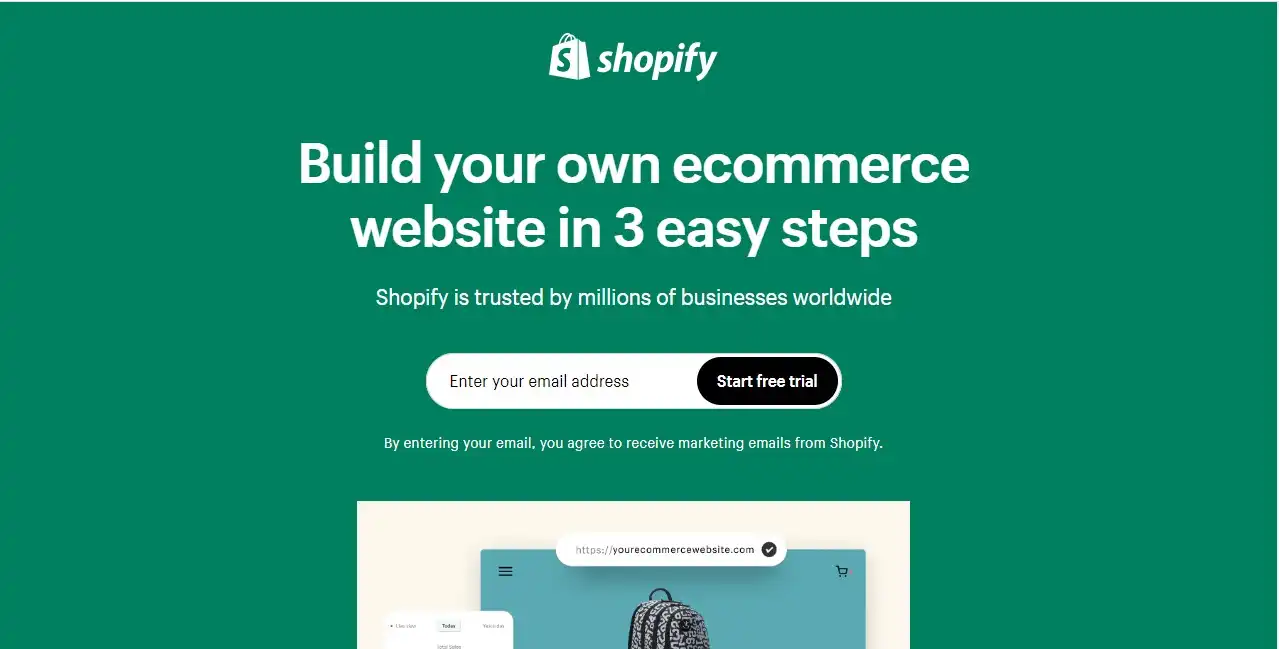 shopify
Build your own ecommerce
website in 3 easy steps
Shopify is trusted by millions of businesses worldwide
Enter your email address
Start free trial
By entering your email, you agree to receive marketing emails from Shopify.
https://yourecommercewebsite.com
Live view
Today
Yesterday
Total Sales